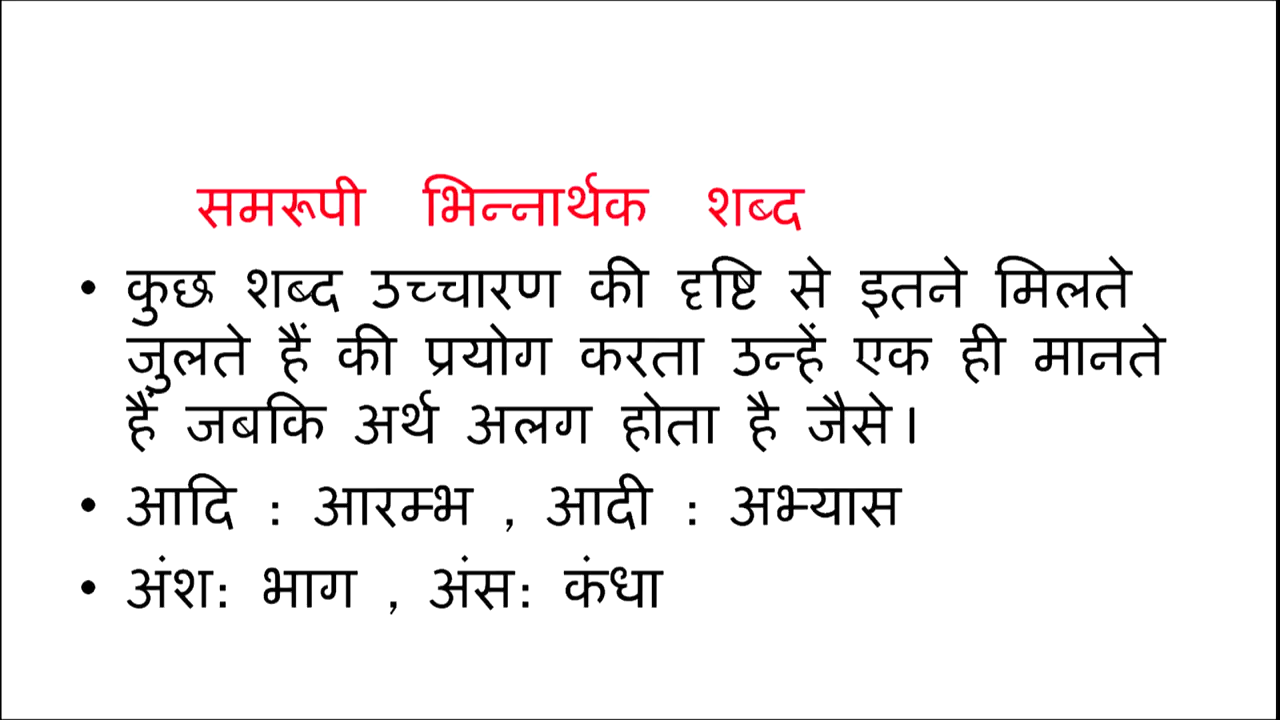 समरूपी भिन्नार्थक शब्द
• कुछ शब्द उच्चारण की दृष्टि से इतने मिलते
जुलते हैं की प्रयोग करता उन्हें एक ही मानते
हैं जबकि अर्थ अलग होता है जैसे।
• आदि : आरम्भ , आदी : अभ्यास
• अंश: भाग , अंस: कंधा